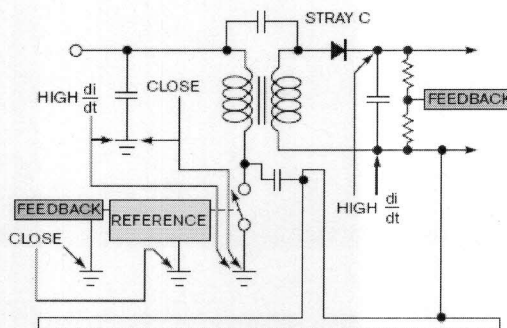 STRAY C
HIGH di/dt
CLOSE
FEEDBACK
FEEDBACK
REFERENCE
HIGH di/dt
CLOSE